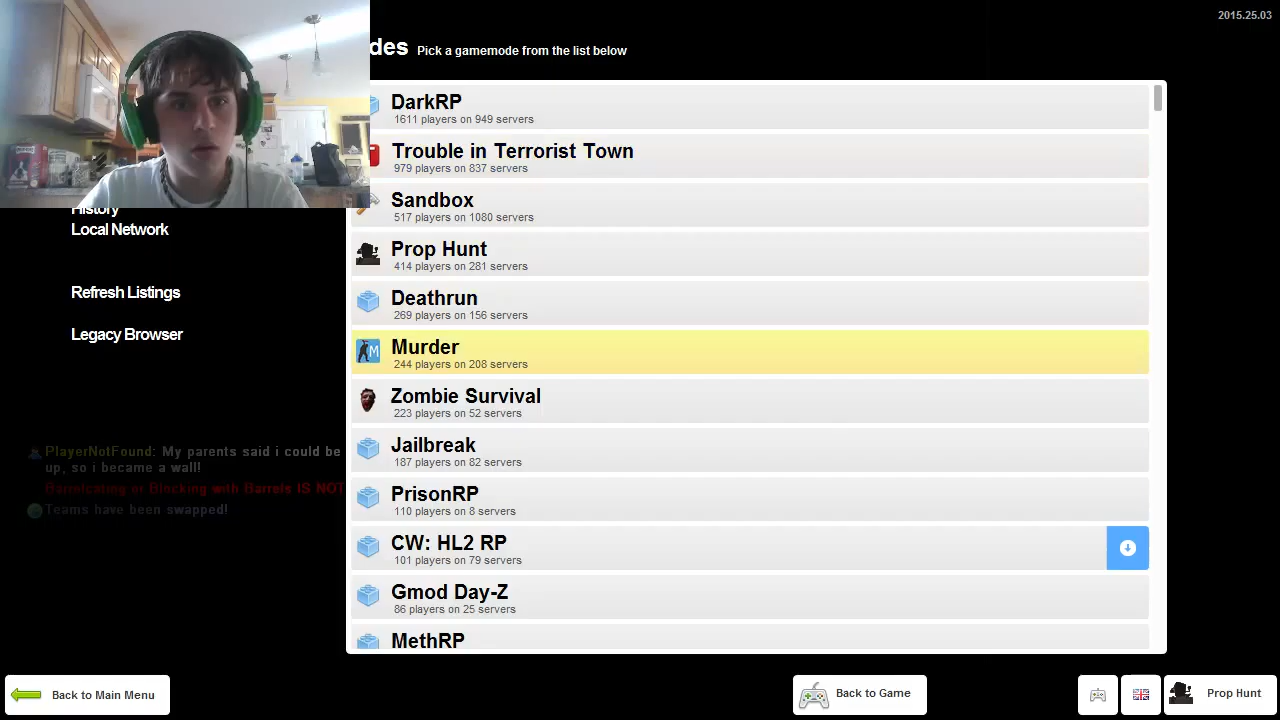 2015.25.03
des Pick a gamemode from the list below
DarkRP
1611 players on 949 servers
Trouble in Terrorist Town
979 players on 837 servers
Sandbox
517 players on 1080 servers
Prop Hunt
414 players on 281 servers
Deathrun
269 players on 156 servers
Murder
244 players on 208 servers
Zombie Survival
223 players on 52 servers
Jailbreak
187 players on 82 servers
PrisonRP
110 players on 8 servers
CW: HL2 RP
101 players on 79 servers
Gmod Day-Z
86 players on 25 servers
MethRP
History
Local Network
Refresh Listings
Legacy Browser
PlayerNotFound: My parents said i could be
up, so i became a wall!
Barricating or Blocking with Barrels IS NOT
Teams have been swapped!
Back to Main Menu
Back to Game
Prop Hunt